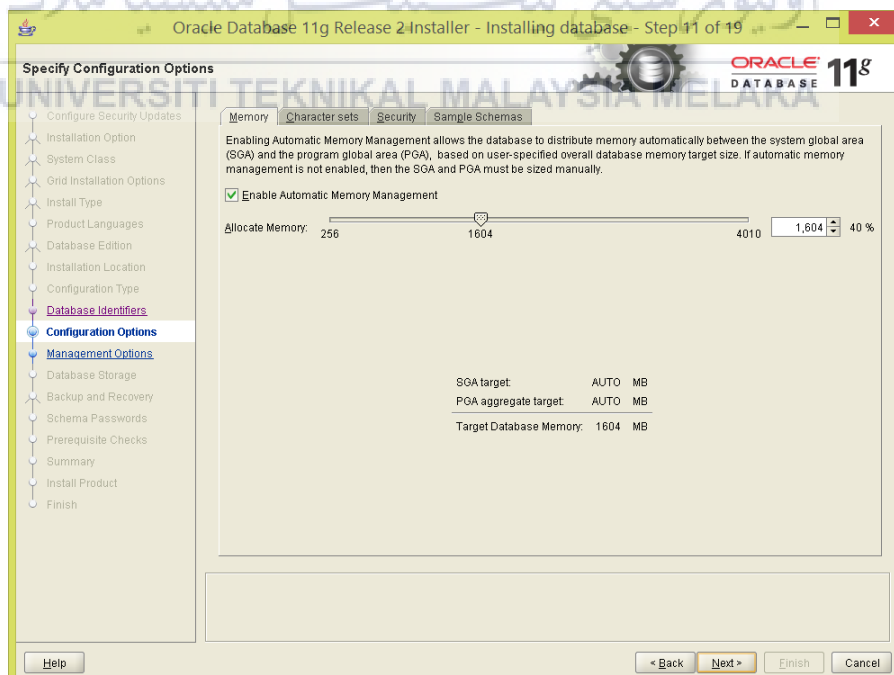 Oracle Database 11g Release 2 Installer - Installing database - Step 11 of 19
Specify Configuration Options
ORACLE
DATABASE 11g
UNIVERSITI TEKNIKAL MALAYSIA MELAKA
Configure Security Updates
Installation Option
System Class
Grid Installation Options
Install Type
Product Languages
Database Edition
Installation Location
Configuration Type
Database Identifiers
Configuration Options
Management Options
Database Storage
Backup and Recovery
Schema Passwords
Prerequisite Checks
Summary
Install Product
Finish
Memory Character sets Security Sample Schemas
Enabling Automatic Memory Management allows the database to distribute memory automatically between the system global area
(SGA) and the program global area (PGA), based on user-specified overall database memory target size. If automatic memory
management is not enabled, then the SGA and PGA must be sized manually.
Enable Automatic Memory Management
Allocate Memory: 256 1604 4010 1,604 40 %
SGA target: AUTO MB
PGA aggregate target: AUTO MB
Target Database Memory: 1604 MB
Help < Back Next > Finish Cancel